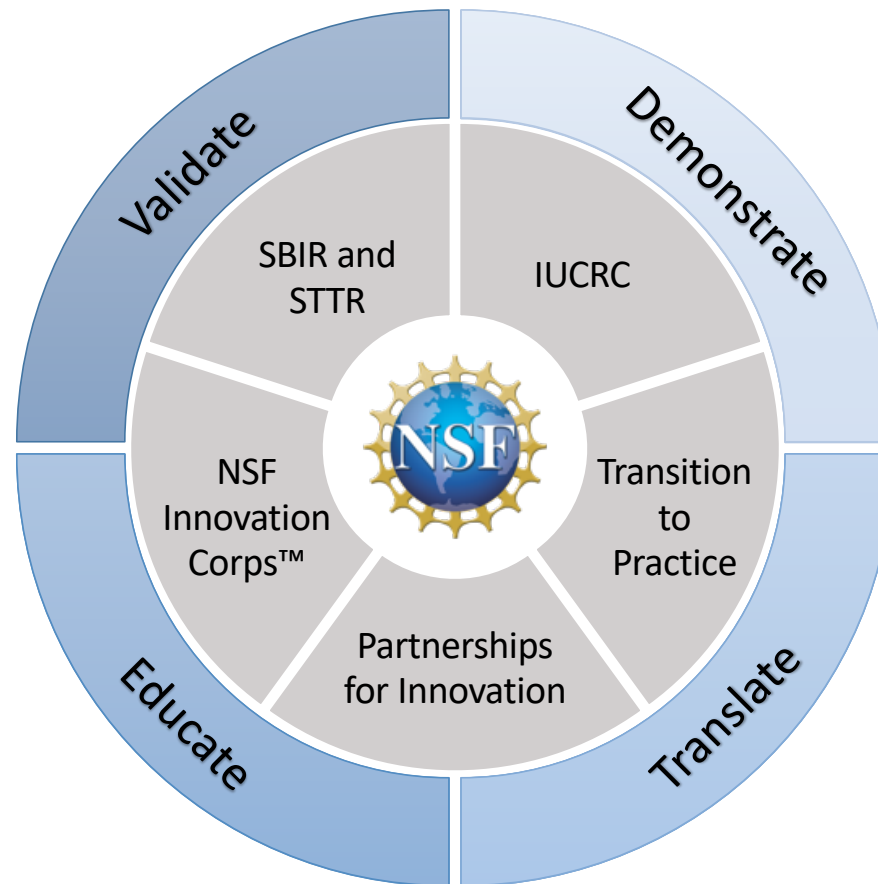 Validate
Demonstrate
SBIR and
STTR
IUCRC
NSF
NSF
Innovation
Corps™
Transition
to
Practice
Partnerships
for Innovation
Educate
Translate